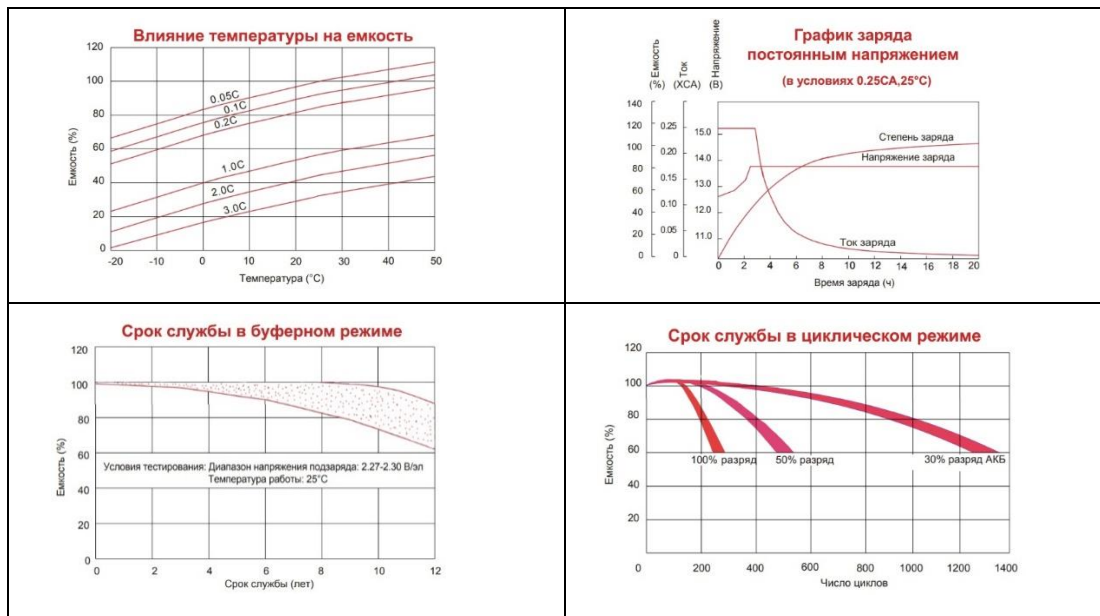 Влияние температуры на емкость
120
100
80
60
40
20
0
Емкость (%)
0.05C
0.1C
0.2C
1.0C
2.0C
3.0C
-20 -10 0 10 20 30 40 50
Температура (°C)
График заряда
постоянным напряжением
(в условиях 0.25CA,25°C)
(%) Емкость
Ток
(XCA)
(В) Напряжение
140
120
100
80
60
40
20
0
0.25
0.20
0.15
0.10
0.05
0
15.0
14.0
13.0
12.0
11.0
Степень заряда
Напряжение заряда
Ток заряда
0 2 4 6 8 10 12 14 16 18 20
Время заряда (ч)
Срок службы в буферном режиме
120
100
80
60
40
20
0
Емкость (%)
Условия тестирования: Диапазон напряжения подзаряда: 2.27-2.30 В/эл
Температура работы: 25°C
0 2 4 6 8 10 12
Срок службы (лет)
Срок службы в циклическом режиме
120
100
80
60
40
20
Емкость (%)
100% разряд 50% разряд 30% разряд АКБ
0 200 400 600 800 1000 1200 1400
Число циклов